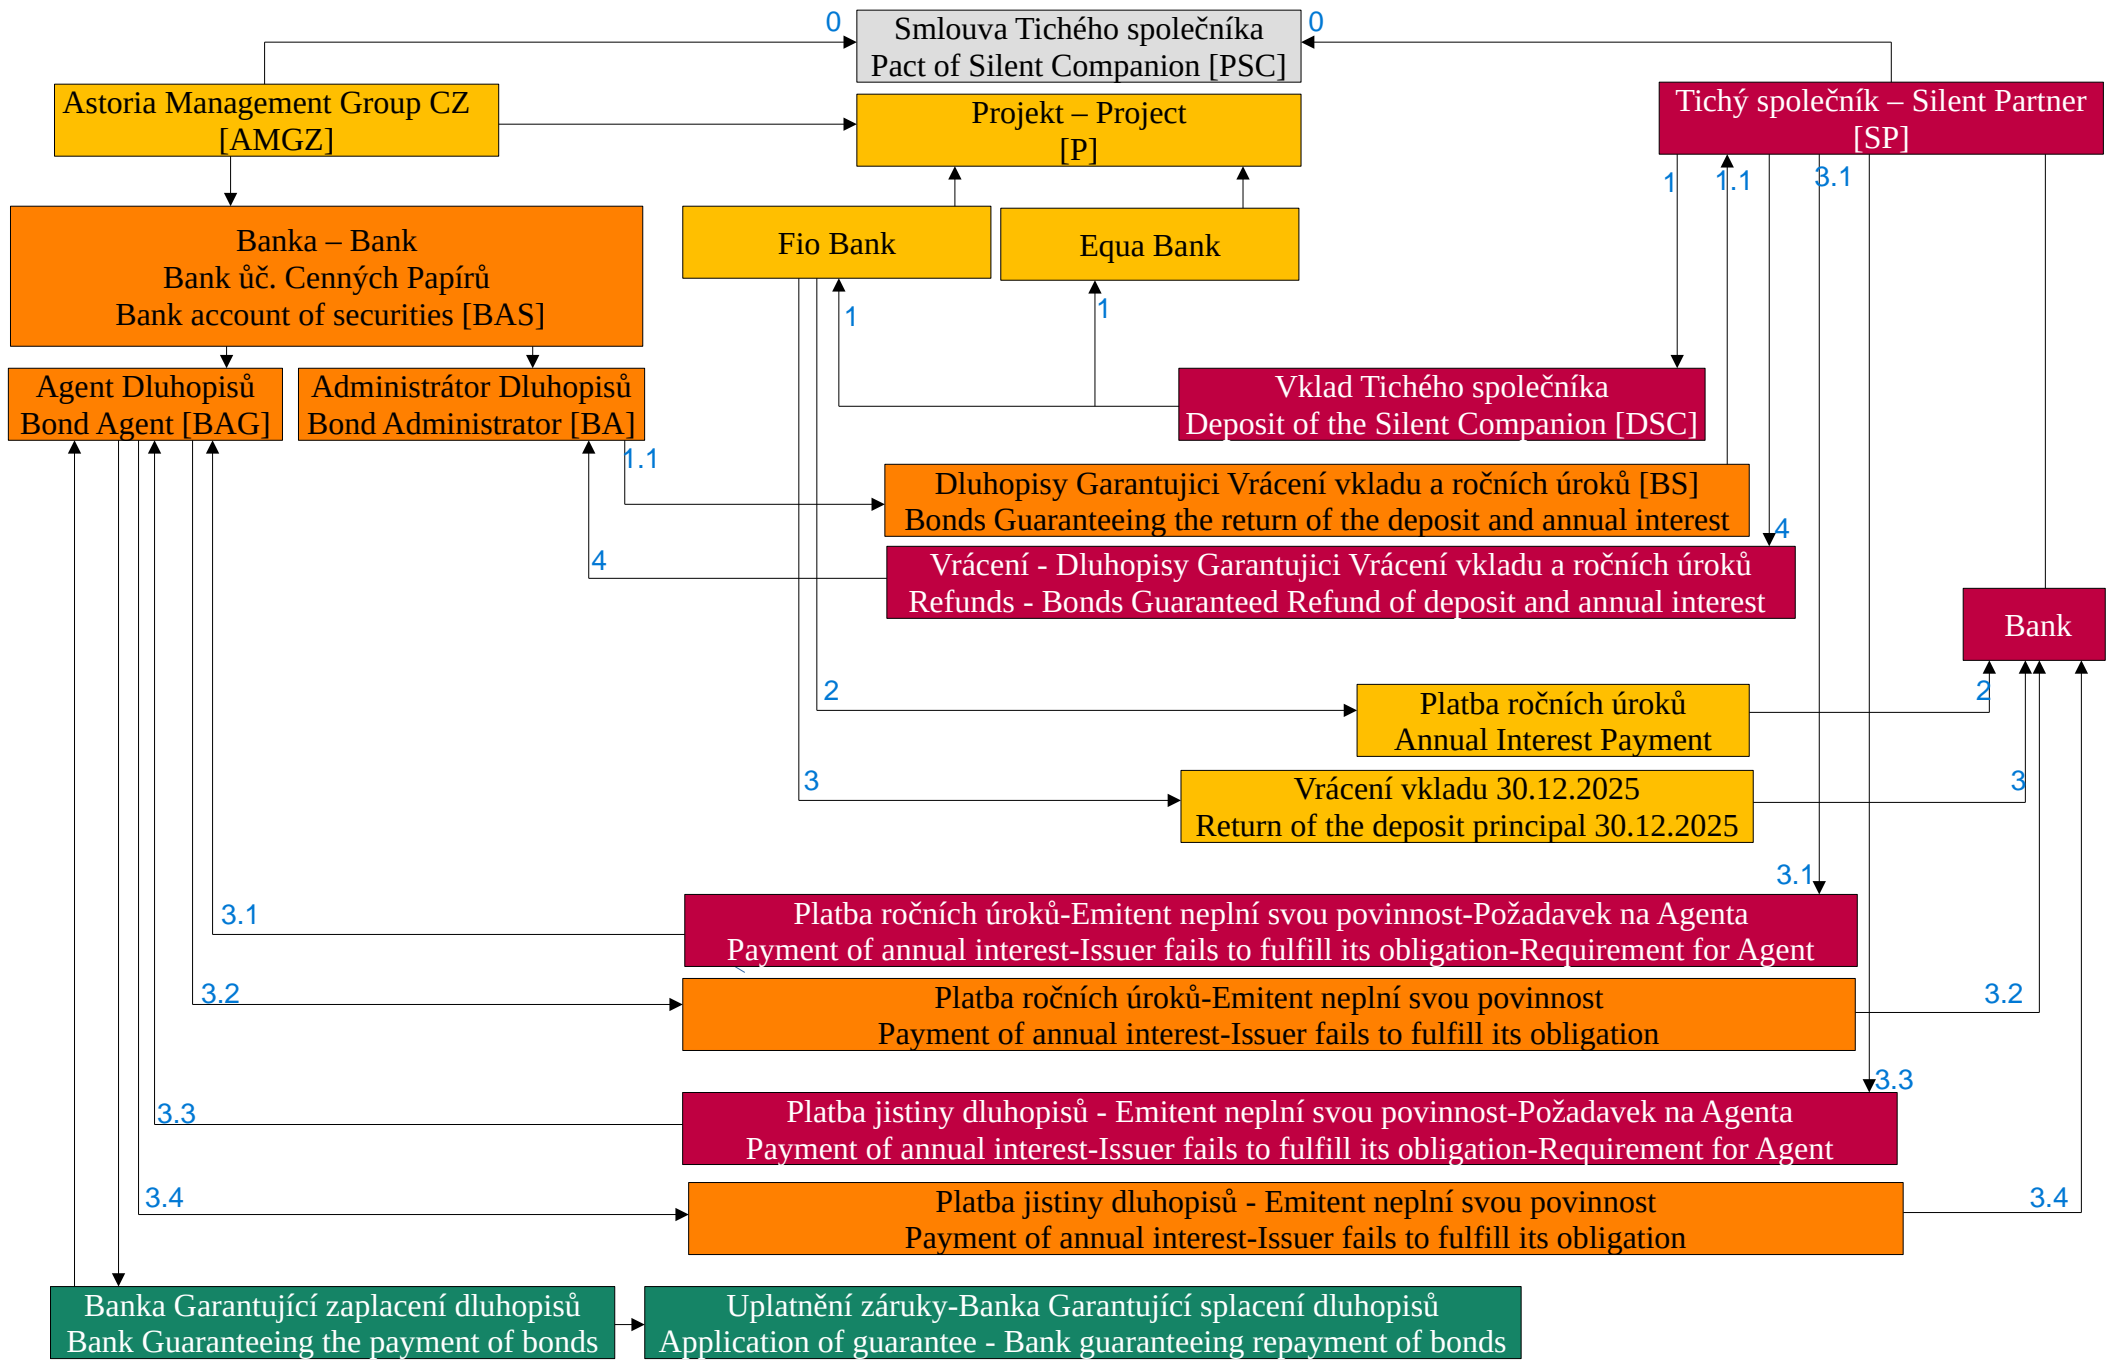 0
Smlouva Tichého společníka
Pact of Silent Companion [PSC]
0
Astoria Management Group CZ
[AMGZ]
Projekt – Project
[P]
Tichý společník – Silent Partner
[SP]
1
1.1
3.1
Banka – Bank
Bank ůč. Cenných Papírů
Bank account of securities [BAS]
Fio Bank
Equa Bank
1
1
Agent Dluhopisů
Bond Agent [BAG]
Administrátor Dluhopisů
Bond Administrator [BA]
Vklad Tichého společníka
Deposit of the Silent Companion [DSC]
1.1
Dluhopisy Garantujici Vrácení vkladu a ročních úroků [BS]
Bonds Guaranteeing the return of the deposit and annual interest
4
4
Vrácení - Dluhopisy Garantujici Vrácení vkladu a ročních úroků
Refunds - Bonds Guaranteed Refund of deposit and annual interest
Bank
2
Platba ročních úroků
Annual Interest Payment
2
3
Vrácení vkladu 30.12.2025
Return of the deposit principal 30.12.2025
3
3.1
3.1
Platba ročních úroků-Emitent neplní svou povinnost-Požadavek na Agenta
Payment of annual interest-Issuer fails to fulfill its obligation-Requirement for Agent
3.2
Platba ročních úroků-Emitent neplní svou povinnost
Payment of annual interest-Issuer fails to fulfill its obligation
3.2
3.3
3.3
Platba jistiny dluhopisů - Emitent neplní svou povinnost-Požadavek na Agenta
Payment of annual interest-Issuer fails to fulfill its obligation-Requirement for Agent
3.4
Platba jistiny dluhopisů - Emitent neplní svou povinnost
Payment of annual interest-Issuer fails to fulfill its obligation
3.4
Banka Garantující zaplacení dluhopisů
Bank Guaranteeing the payment of bonds
Uplatnění záruky-Banka Garantující splacení dluhopisů
Application of guarantee - Bank guaranteeing repayment of bonds